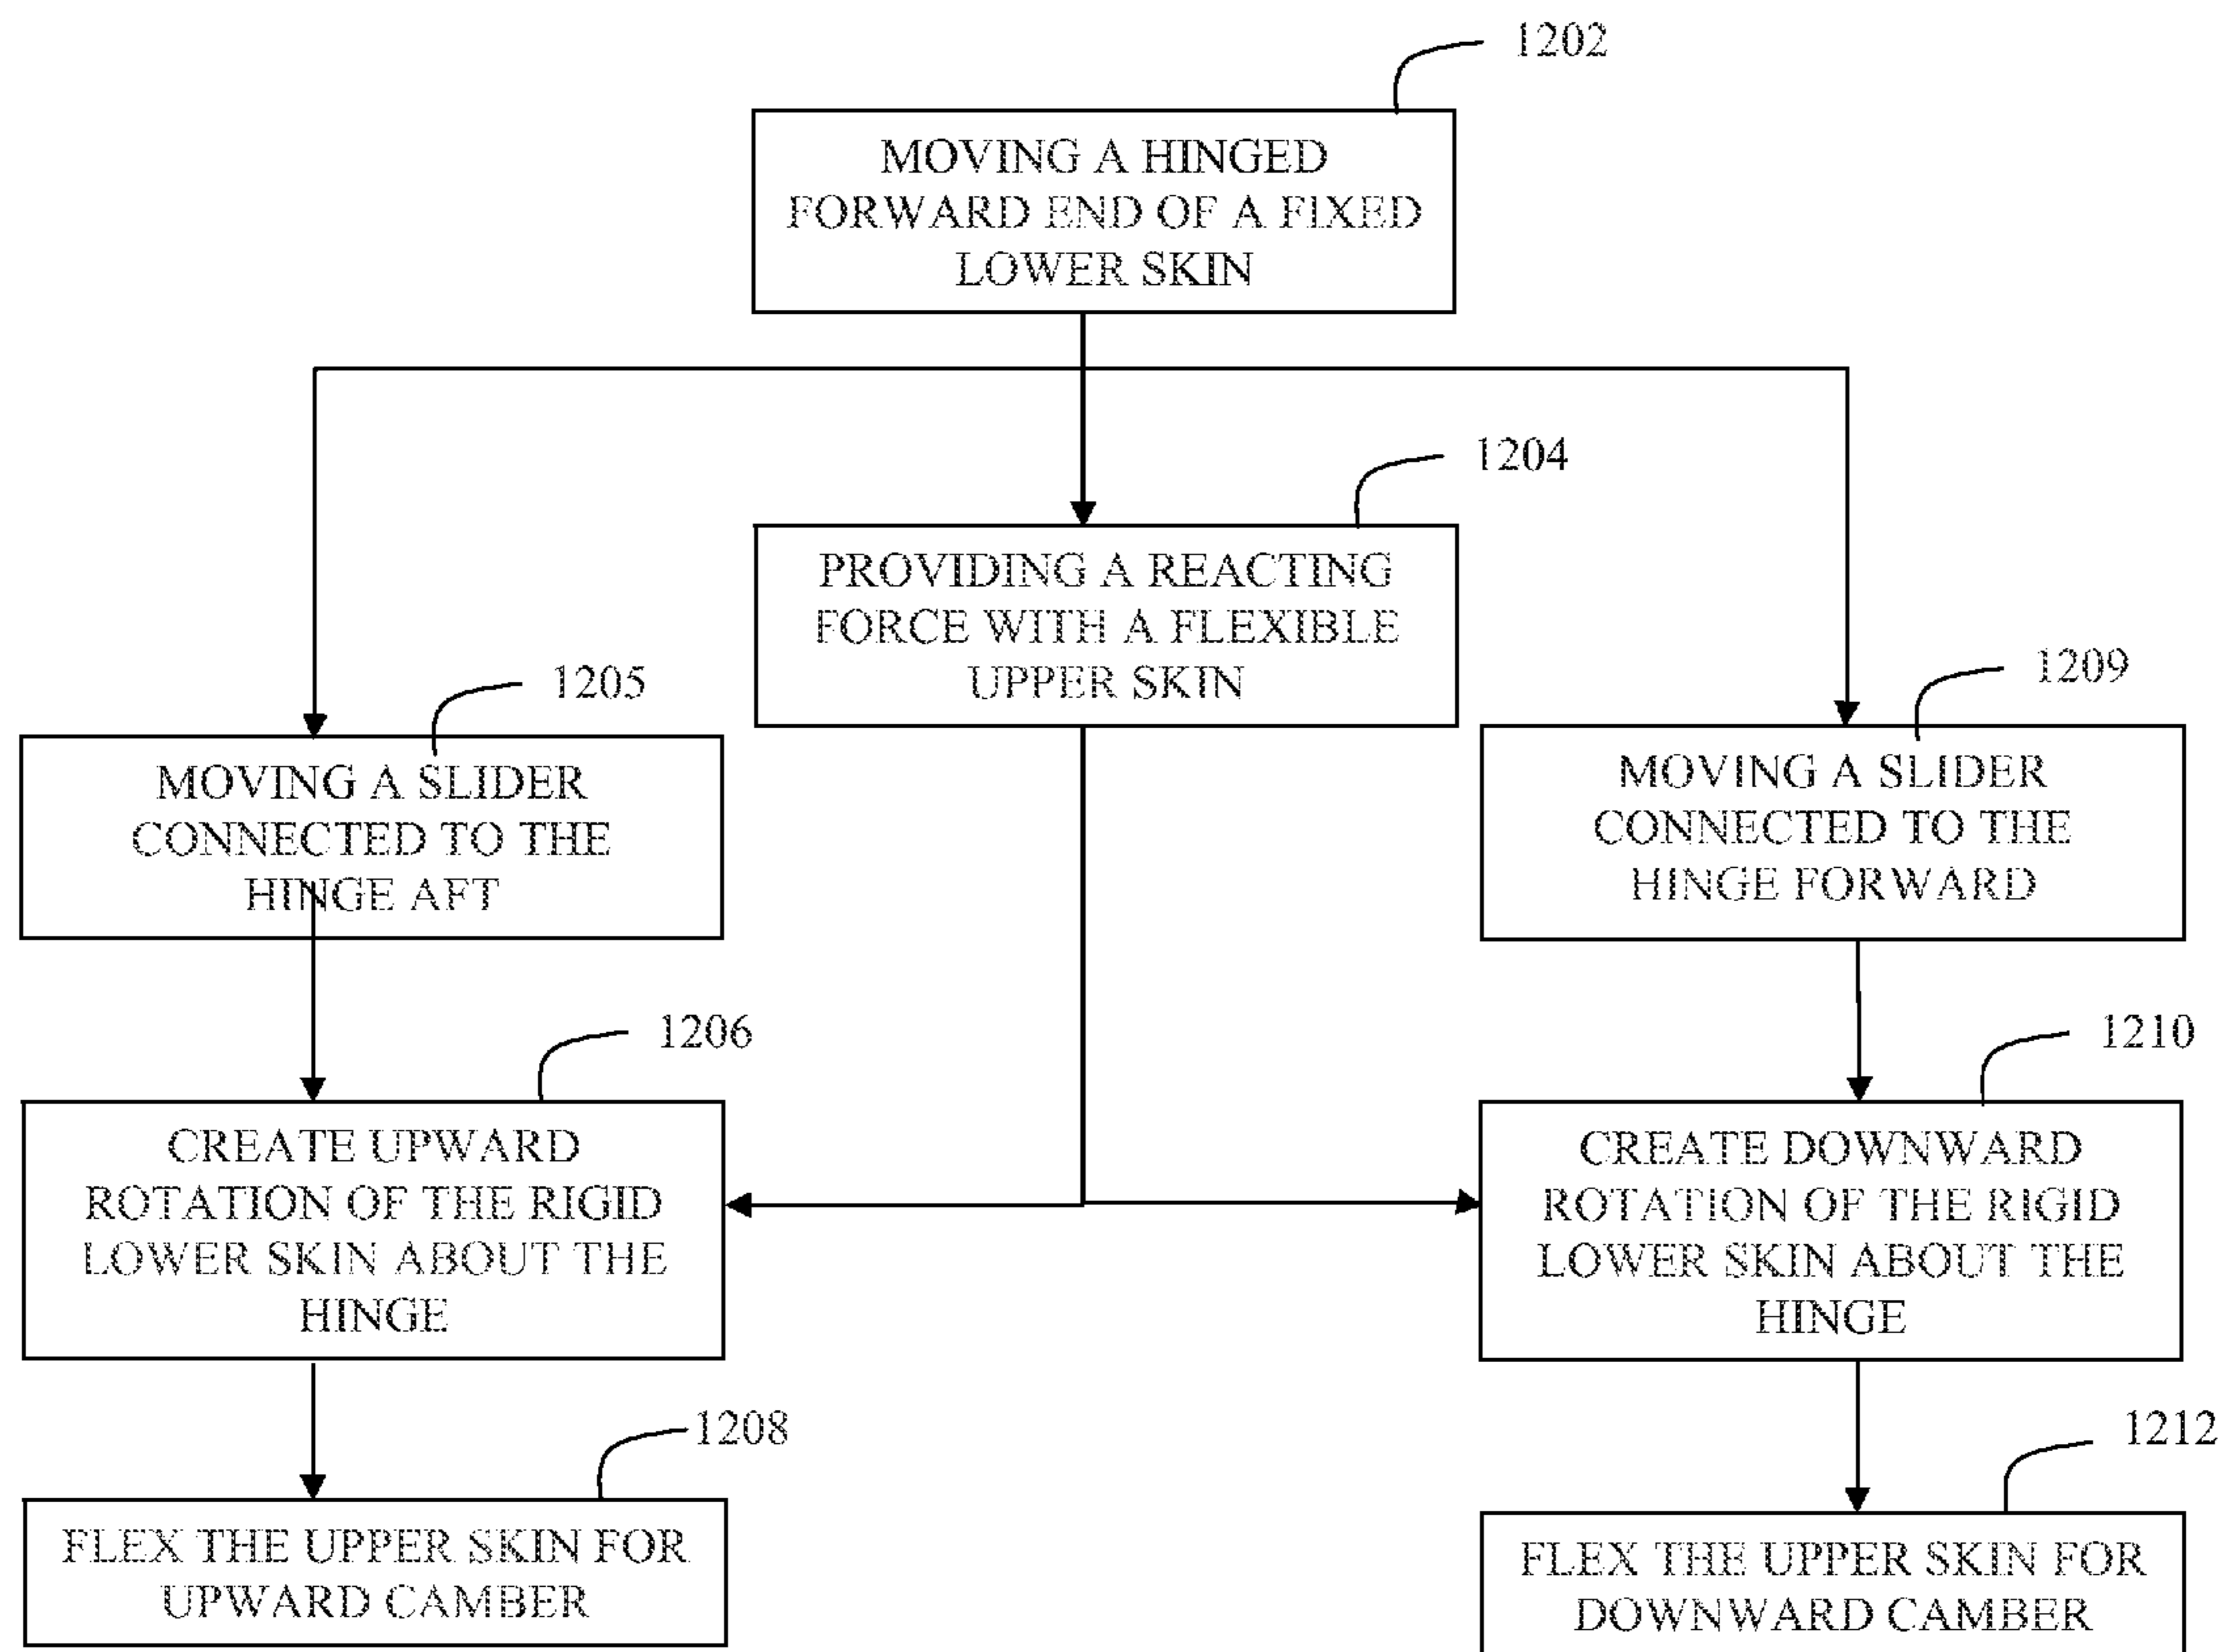 1202
MOVING A HINGED
FORWARD END OF A FIXED
LOWER SKIN
1204
PROVIDING A REACTING
FORCE WITH A FLEXIBLE
UPPER SKIN
1205
MOVING A SLIDER
CONNECTED TO THE
HINGE AFT
1209
MOVING A SLIDER
CONNECTED TO THE
HINGE FORWARD
1206
CREATE UPWARD
ROTATION OF THE RIGID
LOWER SKIN ABOUT THE
HINGE
1210
CREATE DOWNWARD
ROTATION OF THE RIGID
LOWER SKIN ABOUT THE
HINGE
1208
FLEX THE UPPER SKIN FOR
UPWARD CAMBER
1212
FLEX THE UPPER SKIN FOR
DOWNWARD CAMBER